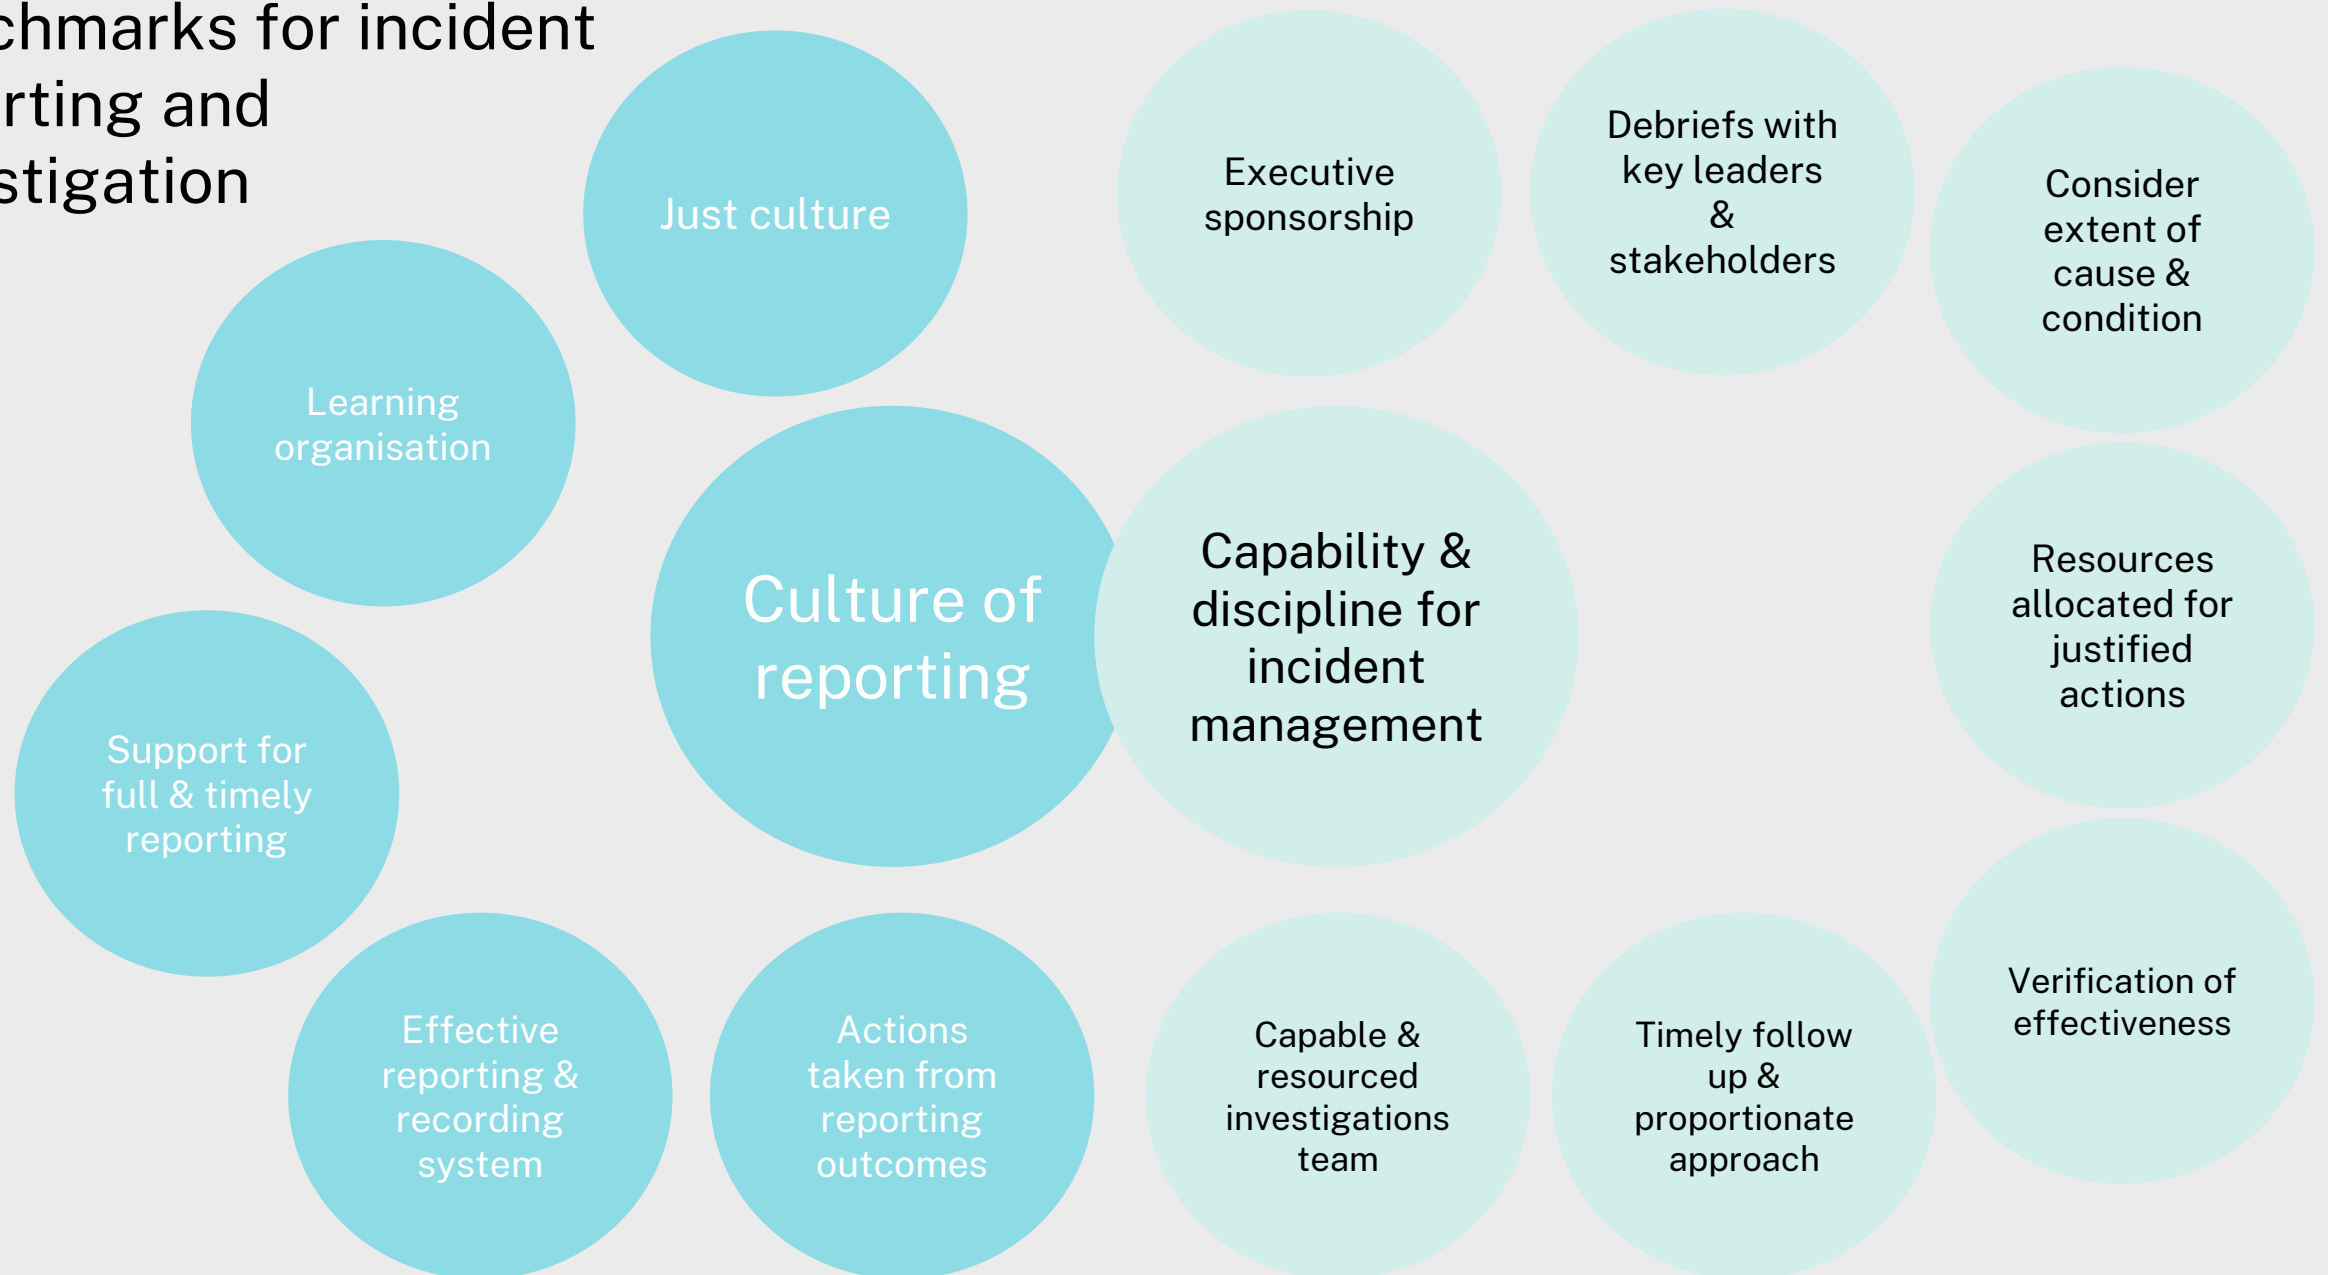 chmarks for incident
rting and
stigation
Just culture
Executive
sponsorship
Debriefs with
key leaders
&
stakeholders
Consider
extent of
cause &
condition
Learning
organisation
Culture of
reporting
Capability &
discipline for
incident
management
Resources
allocated for
justified
actions
Support for
full & timely
reporting
Effective
reporting &
recording
system
Actions
taken from
reporting
outcomes
Capable &
resourced
investigations
team
Timely follow
up &
proportionate
approach
Verification of
effectiveness